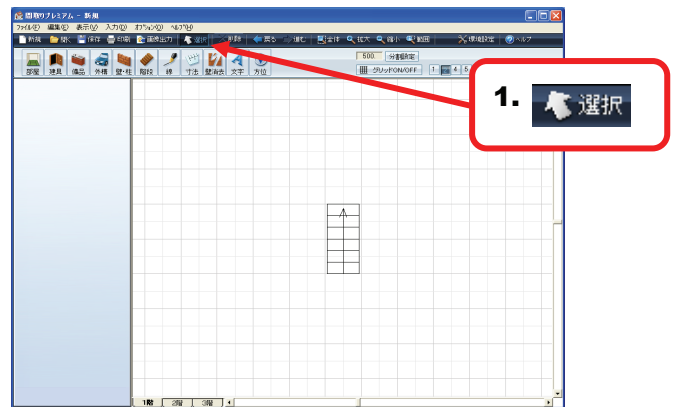 間取りプレミアム - 新規
ファイル(F) 編集(E) 表示(V) 入力(I) オプション(O) ヘルプ(H)
新規 開く 保存 印刷 画像出力 選択 削除 戻る 進む 全体 拡大 縮小 範囲 環境設定 ヘルプ
500 分割設定
部屋 建具 備品 外構 壁・柱 階段 線 寸法 壁消去 文字 方位
グリッドON/OFF 1 4 5
1. 選択
1階 2階 3階